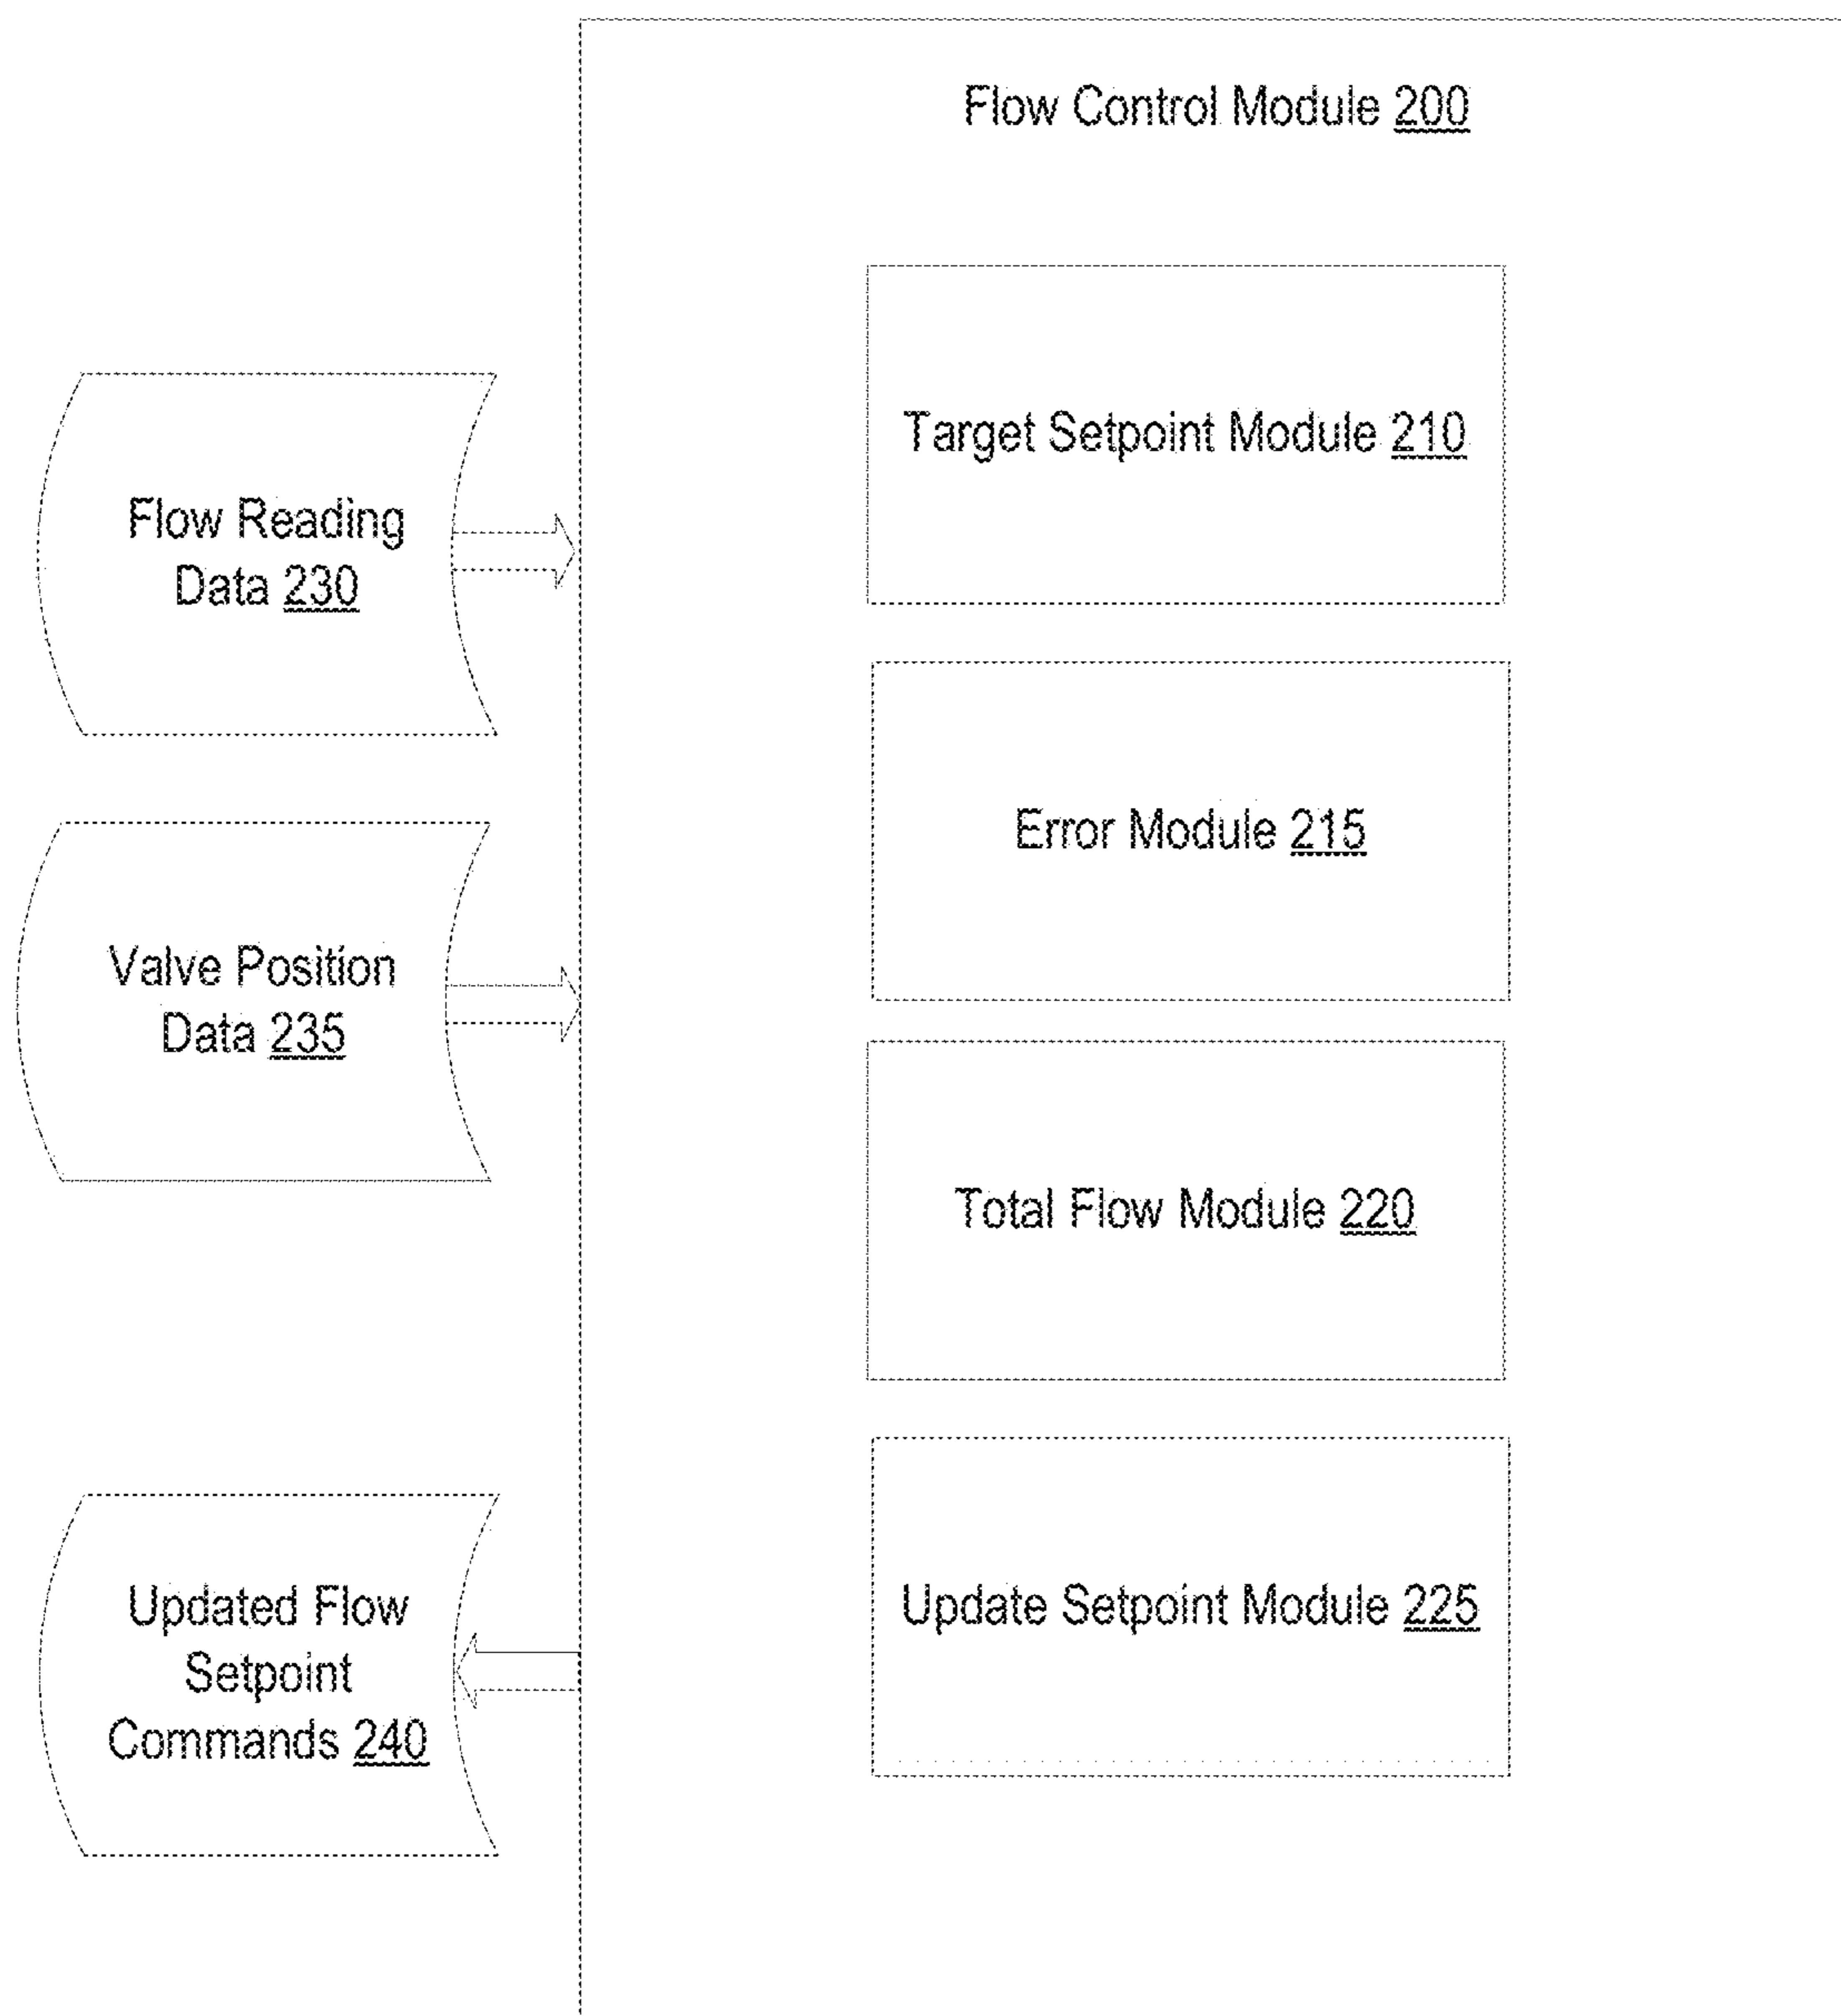 Flow Control Module 200
Target Setpoint Module 210
Flow Reading
Data 230
Error Module 215
Valve Position
Data 235
Total Flow Module 220
Updated Flow
Setpoint
Commands 240
Update Setpoint Module 225